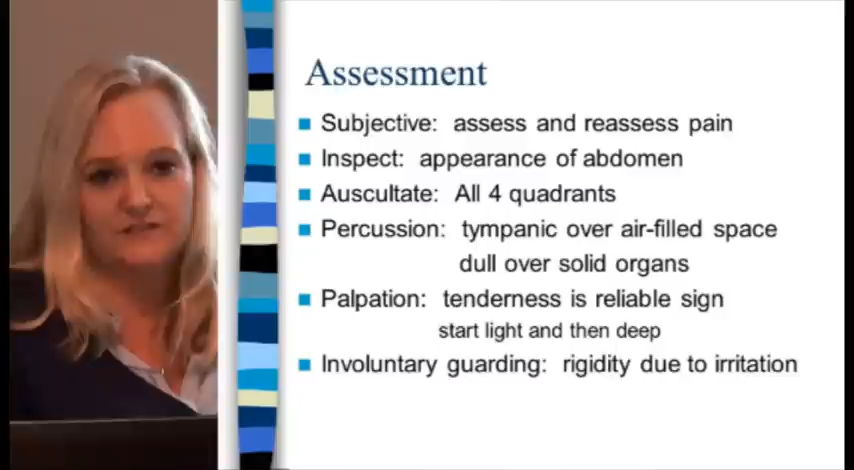 Assessment
Subjective: assess and reassess pain
Inspect: appearance of abdomen
Auscultate: All 4 quadrants
Percussion: tympanic over air-filled space
dull over solid organs
Palpation: tenderness is reliable sign
start light and then deep
Involuntary guarding: rigidity due to irritation